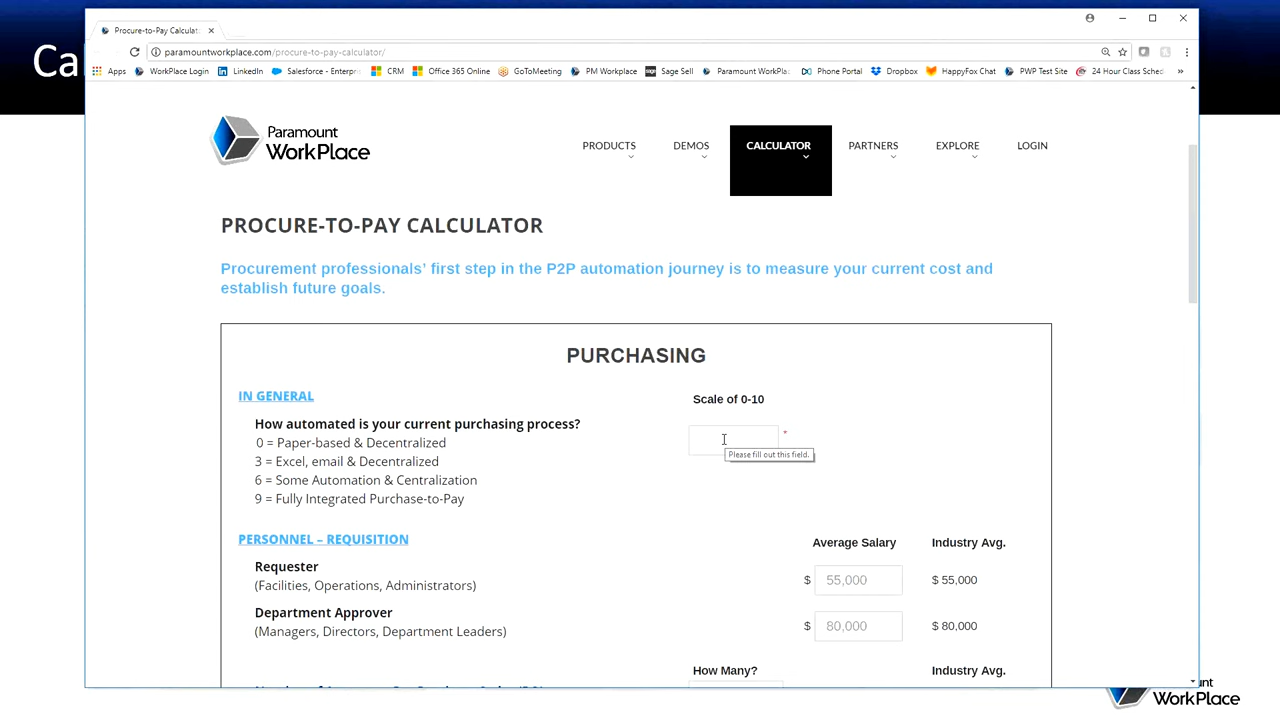 Ca
Procure-to-Pay Calculat
paramountworkplace.com/procure-to-pay-calculator/
Apps WorkPlace Login LinkedIn Salesforce - Enterpri CRM Office 365 Online GoToMeeting PM Workplace Sage Sell Paramount WorkPla Phone Portal Dropbox HappyFox Chat PWP Test Site 24 Hour Class Sched »
Paramount
WorkPlace
PRODUCTS DEMOS CALCULATOR PARTNERS EXPLORE LOGIN
PROCURE-TO-PAY CALCULATOR
Procurement professionals' first step in the P2P automation journey is to measure your current cost and
establish future goals.
PURCHASING
IN GENERAL
Scale of 0-10
How automated is your current purchasing process?
0 = Paper-based & Decentralized
3 = Excel, email & Decentralized
6 = Some Automation & Centralization
9 = Fully Integrated Purchase-to-Pay
*
Please fill out this field.
PERSONNEL – REQUISITION
Average Salary Industry Avg.
Requester
(Facilities, Operations, Administrators)
$ 55,000 $ 55,000
Department Approver
(Managers, Directors, Department Leaders)
$ 80,000 $ 80,000
How Many? Industry Avg.
WorkPlace